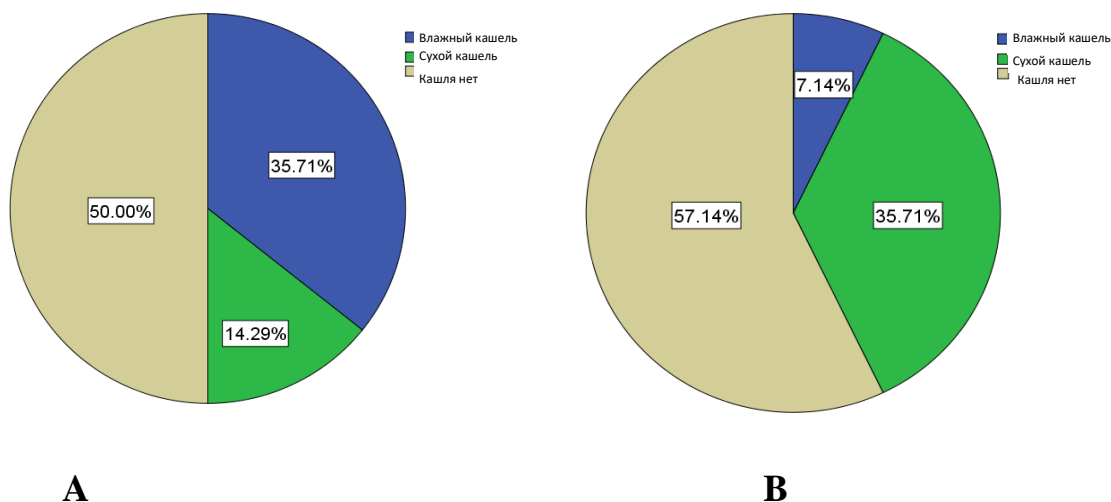 Влажный кашель
Сухой кашель
Кашля нет
35.71%
50.00%
14.29%
Влажный кашель
Сухой кашель
Кашля нет
7.14%
57.14%
35.71%
A
B